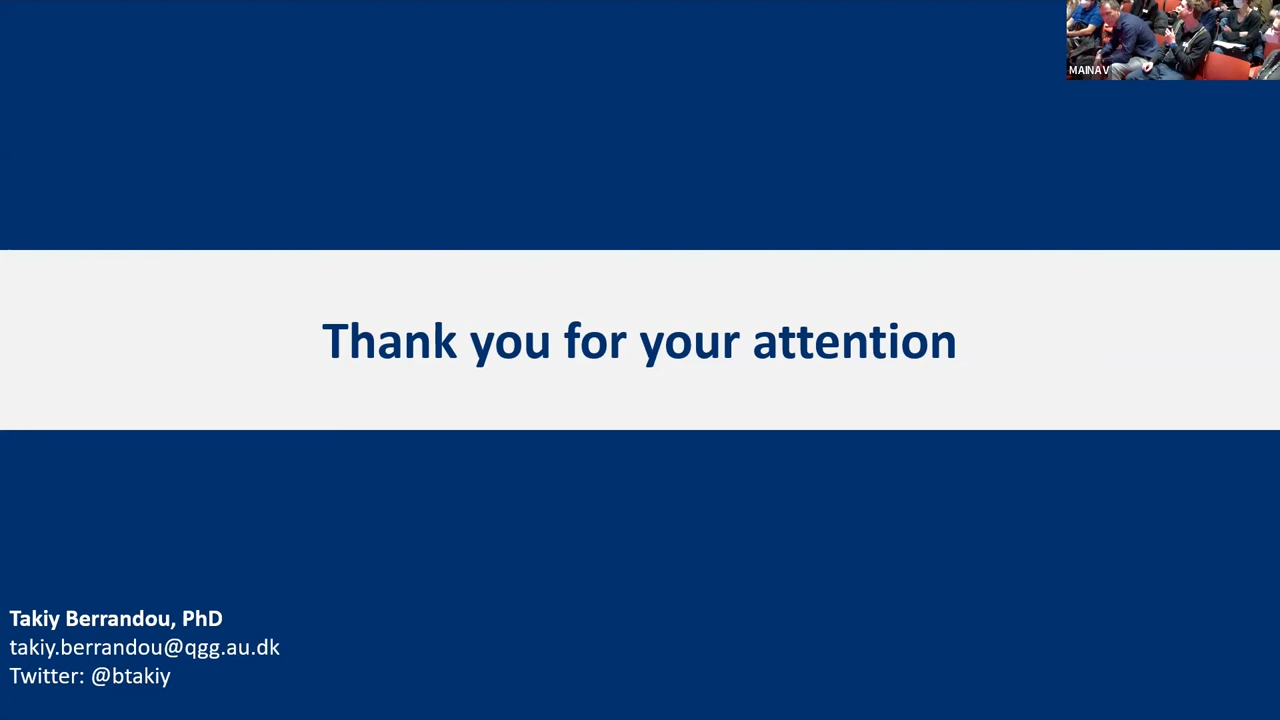 MAINAV
Thank you for your attention
Takiy Berrandou, PhD
takiy.berrandou@qgg.au.dk
Twitter: @btakiy